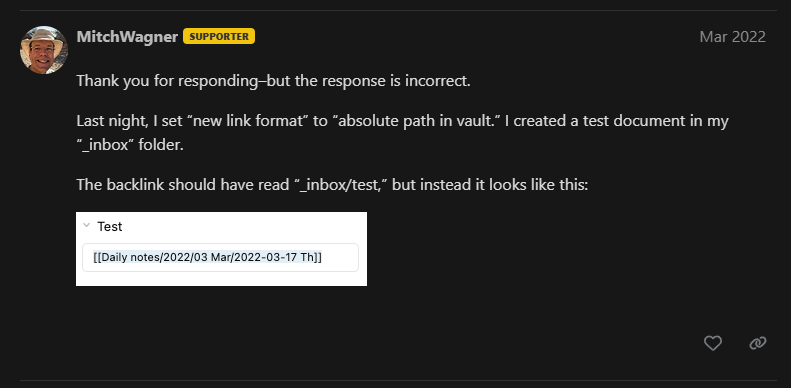 MitchWagner SUPPORTER Mar 2022
Thank you for responding–but the response is incorrect.
Last night, I set “new link format” to “absolute path in vault.” I created a test document in my
“_inbox” folder.
The backlink should have read “_inbox/test,” but instead it looks like this:
Test
[[Daily notes/2022/03 Mar/2022-03-17 Th]]